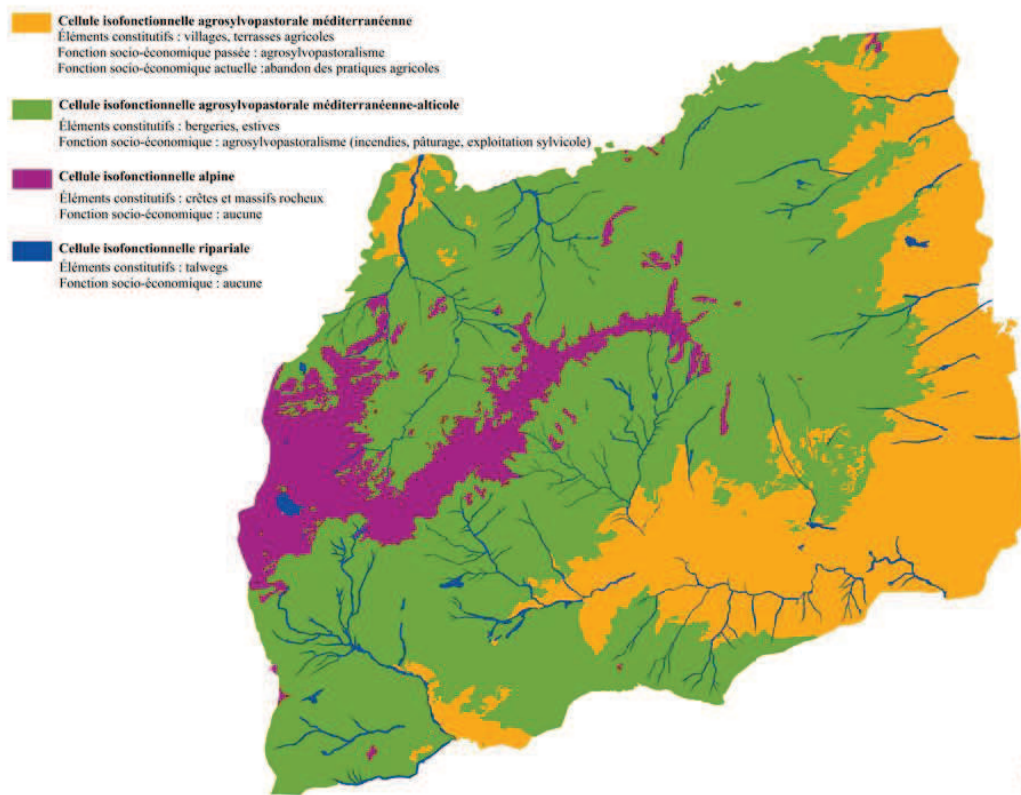 Cellule isofonctionnelle agrosylvopastorale méditerranéenne
Éléments constitutifs : villages, terrasses agricoles
Fonction socio-économique passée : agrosylvopastoralisme
Fonction socio-économique actuelle :abandon des pratiques agricoles
Cellule isofonctionnelle agrosylvopastorale méditerranéenne-alticole
Éléments constitutifs : bergeries, estives
Fonction socio-économique : agrosylvopastoralisme (incendies, pâturage, exploitation sylvicole)
Cellule isofonctionnelle alpine
Éléments constitutifs : crêtes et massifs rocheux
Fonction socio-économique : aucune
Cellule isofonctionnelle ripariale
Éléments constitutifs : talwegs
Fonction socio-économique : aucune